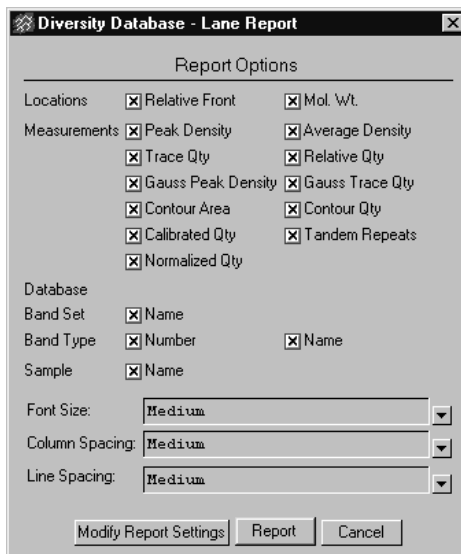 Diversity Database - Lane Report
Report Options
Locations Relative Front Mol. Wt.
Measurements Peak Density Average Density
Trace Qty Relative Qty
Gauss Peak Density Gauss Trace Qty
Contour Area Contour Qty
Calibrated Qty Tandem Repeats
Normalized Qty
Database
Band Set Name
Band Type Number Name
Sample Name
Font Size: Medium
Column Spacing: Medium
Line Spacing: Medium
Modify Report Settings Report Cancel